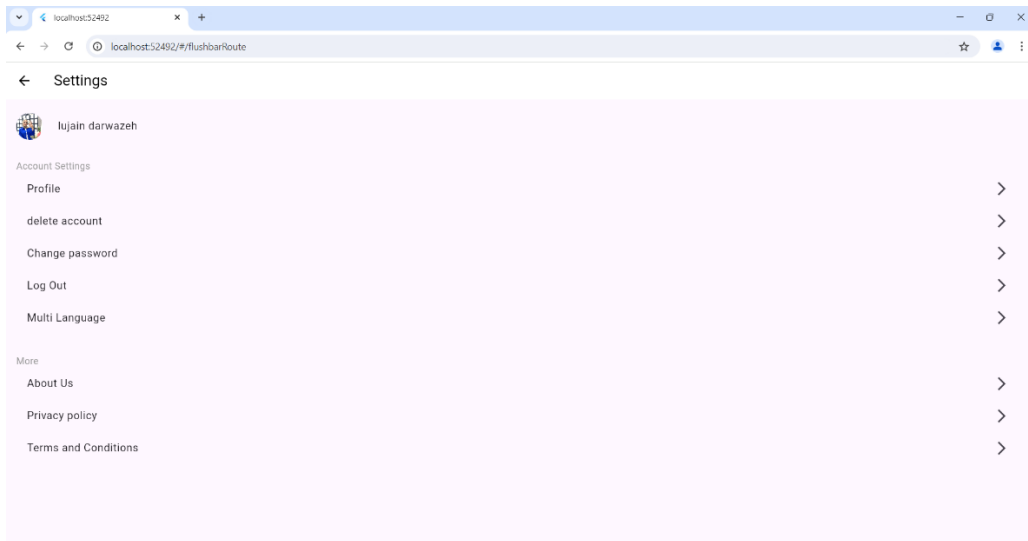 localhost:52492
localhost:52492/#/flushbarRoute
Settings
lujain darwazeh
Account Settings
Profile
delete account
Change password
Log Out
Multi Language
More
About Us
Privacy policy
Terms and Conditions